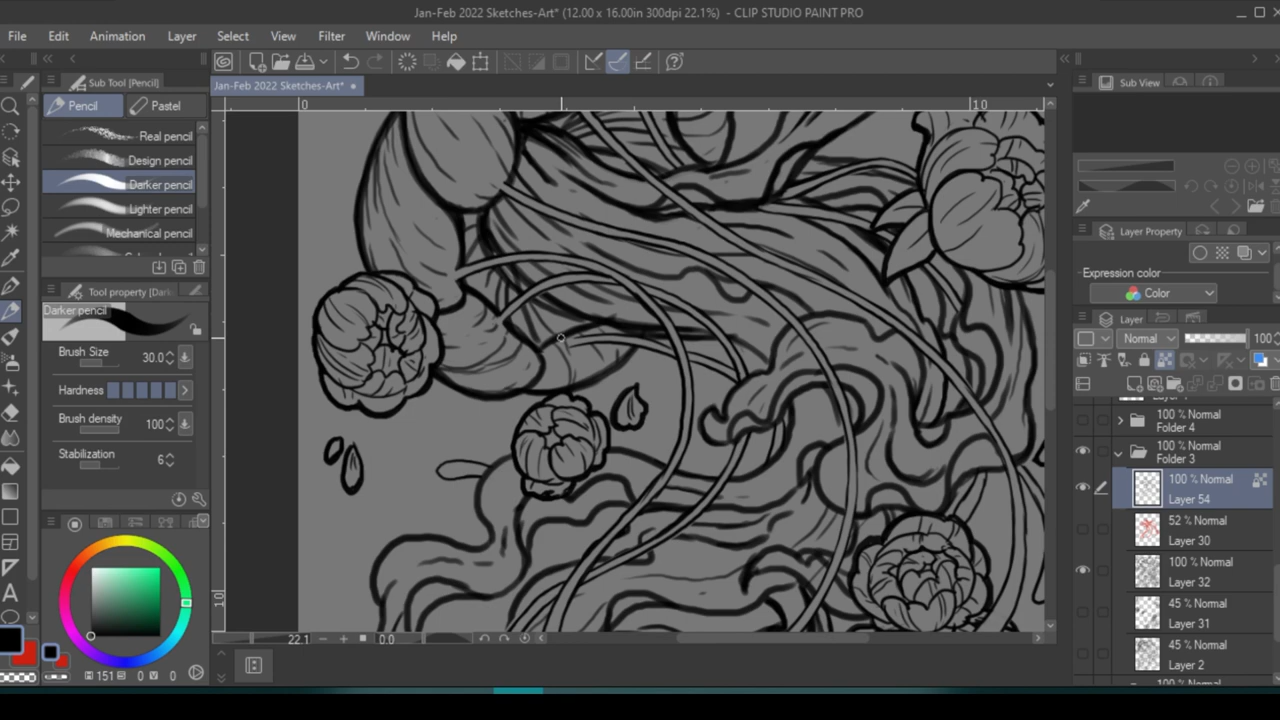 Jan-Feb 2022 Sketches-Art* (12.00 x 16.00in 300dpi 22.1%) - CLIP STUDIO PAINT PRO
File Edit Animation Layer Select View Filter Window Help
Sub Tool [Pencil]
Jan-Feb 2022 Sketches-Art*
Sub View
Pencil Pastel
0 10
Real pencil
Design pencil
Darker pencil
Lighter pencil
Mechanical pencil
Layer Property
Expression color
Color
Tool property [Dark
Darker pencil
Layer
Normal 100
Brush Size 30.0
Hardness
Brush density 100
Stabilization 6
100 % Normal
Folder 4
100 % Normal
Folder 3
100 % Normal
Layer 54
52 % Normal
Layer 30
100 % Normal
Layer 32
45 % Normal
Layer 31
45 % Normal
Layer 2
10
22.1 0.0
H 151 S 0 V 0